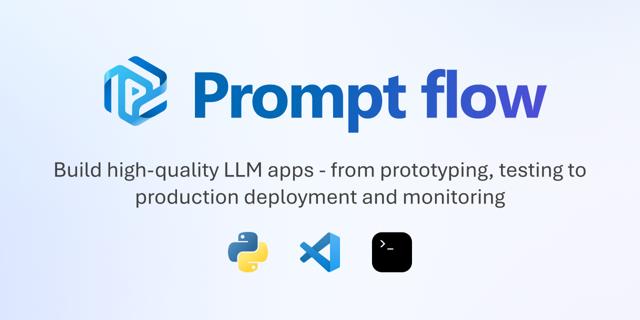 Prompt flow
Build high-quality LLM apps - from prototyping, testing to
production deployment and monitoring
>_